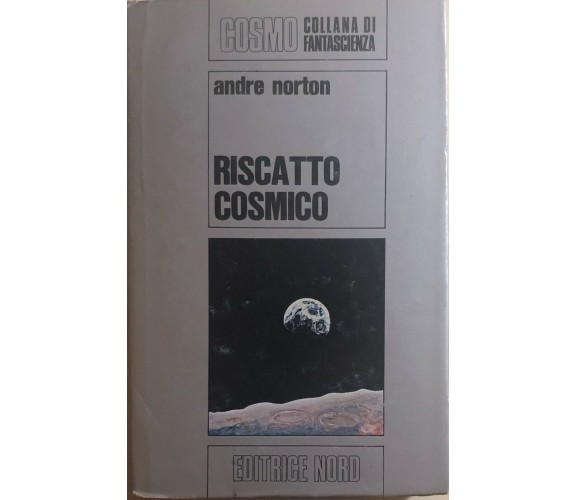 COSMO COLLANA DI
FANTASCIENZA
andre norton
RISCATTO
COSMICO
EDITRICE NORD